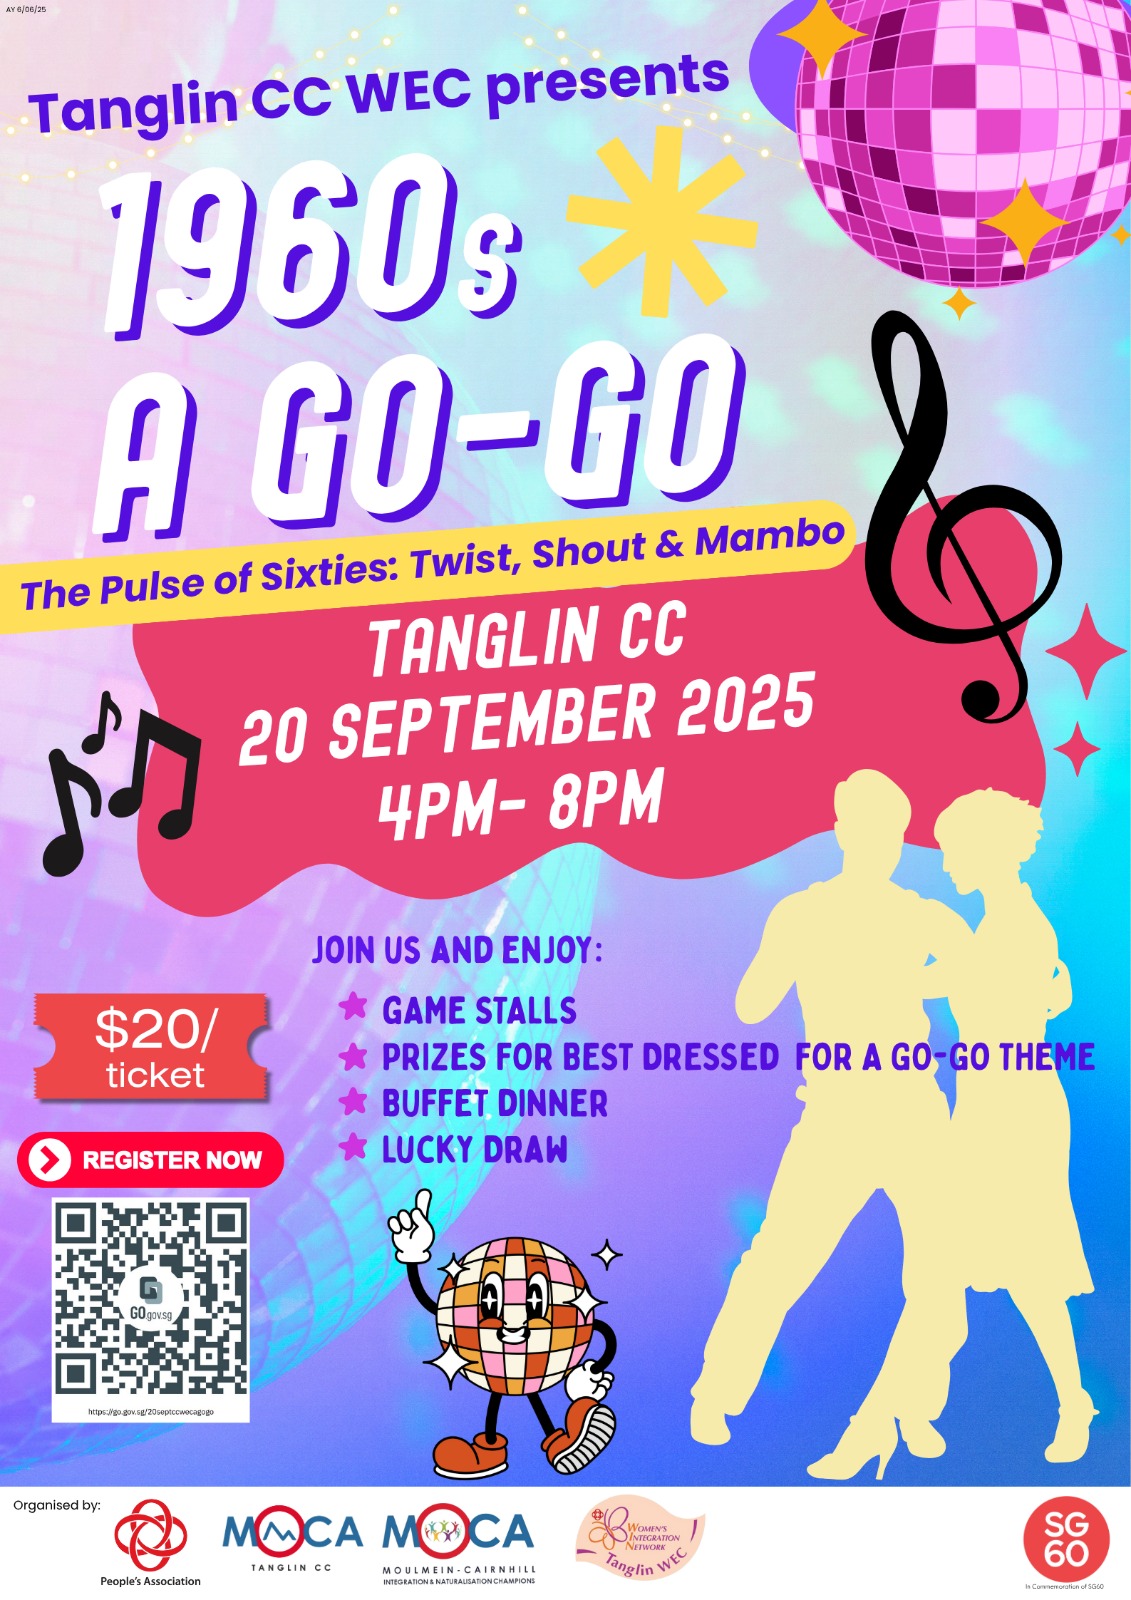 AY 6/06/25
Tanglin CC WEC presents
1960s
A GO-GO
The Pulse of Sixties: Twist, Shout & Mambo
TANGLIN CC
20 SEPTEMBER 2025
4PM- 8PM
JOIN US AND ENJOY:
GAME STALLS
PRIZES FOR BEST DRESSED FOR A GO-GO THEME
BUFFET DINNER
LUCKY DRAW
$20/
ticket
REGISTER NOW
GO.gov.sg
https://go.gov.sg/20septccwecagogo
Organised by:
People's Association
MOCA
TANGLIN CC
MOCA
MOULMEIN-CAIRNHILL
INTEGRATION & NATURALISATION CHAMPIONS
WOMEN'S
INTEGRATION
NETWORK
Tanglin WEC
SG
60
In Commemoration of SG60